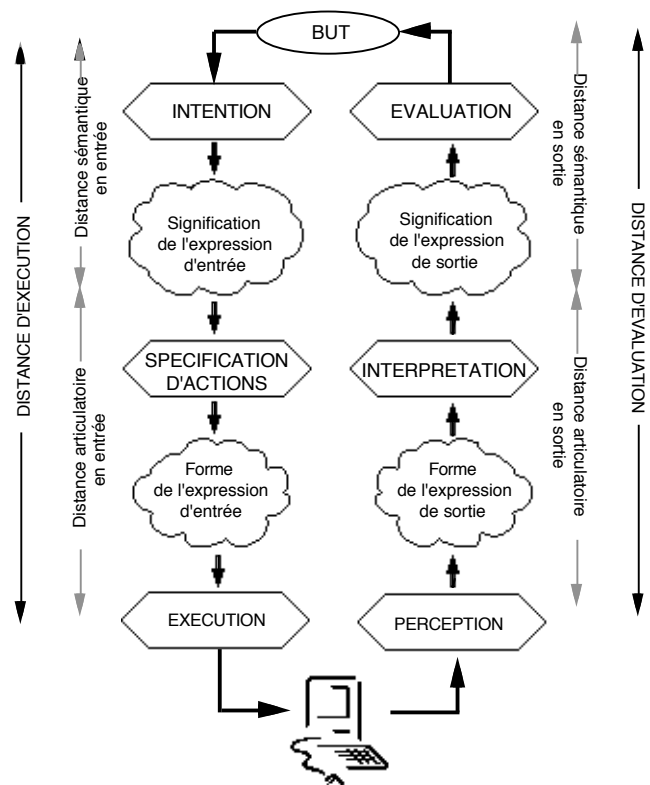 BUT
INTENTION
EVALUATION
Signification
de l'expression
d'entrée
Signification
de l'expression
de sortie
SPECIFICATION
D'ACTIONS
INTERPRETATION
Forme
de l'expression
d'entrée
Forme
de l'expression
de sortie
EXECUTION
PERCEPTION
DISTANCE D'EXECUTION
Distance sémantique
en entrée
Distance articulatoire
en entrée
Distance sémantique
en sortie
Distance articulatoire
en sortie
DISTANCE D'EVALUATION